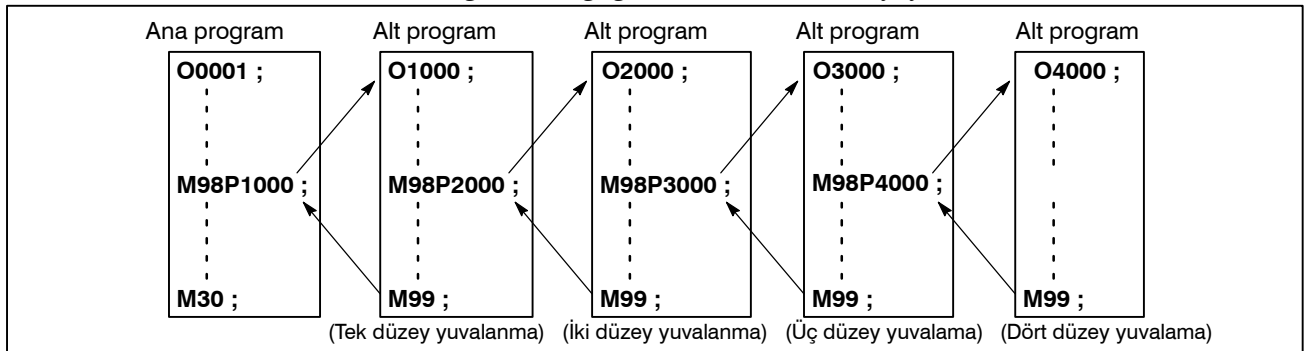 Ana program Alt program Alt program Alt program Alt program
O0001 ; O1000 ; O2000 ; O3000 ; O4000 ;
M98P1000 ; M98P2000 ; M98P3000 ; M98P4000 ;
M30 ; M99 ; M99 ; M99 ; M99 ;
(Tek düzey yuvalanma) (İki düzey yuvalanma) (Üç düzey yuvalama) (Dört düzey yuvalama)